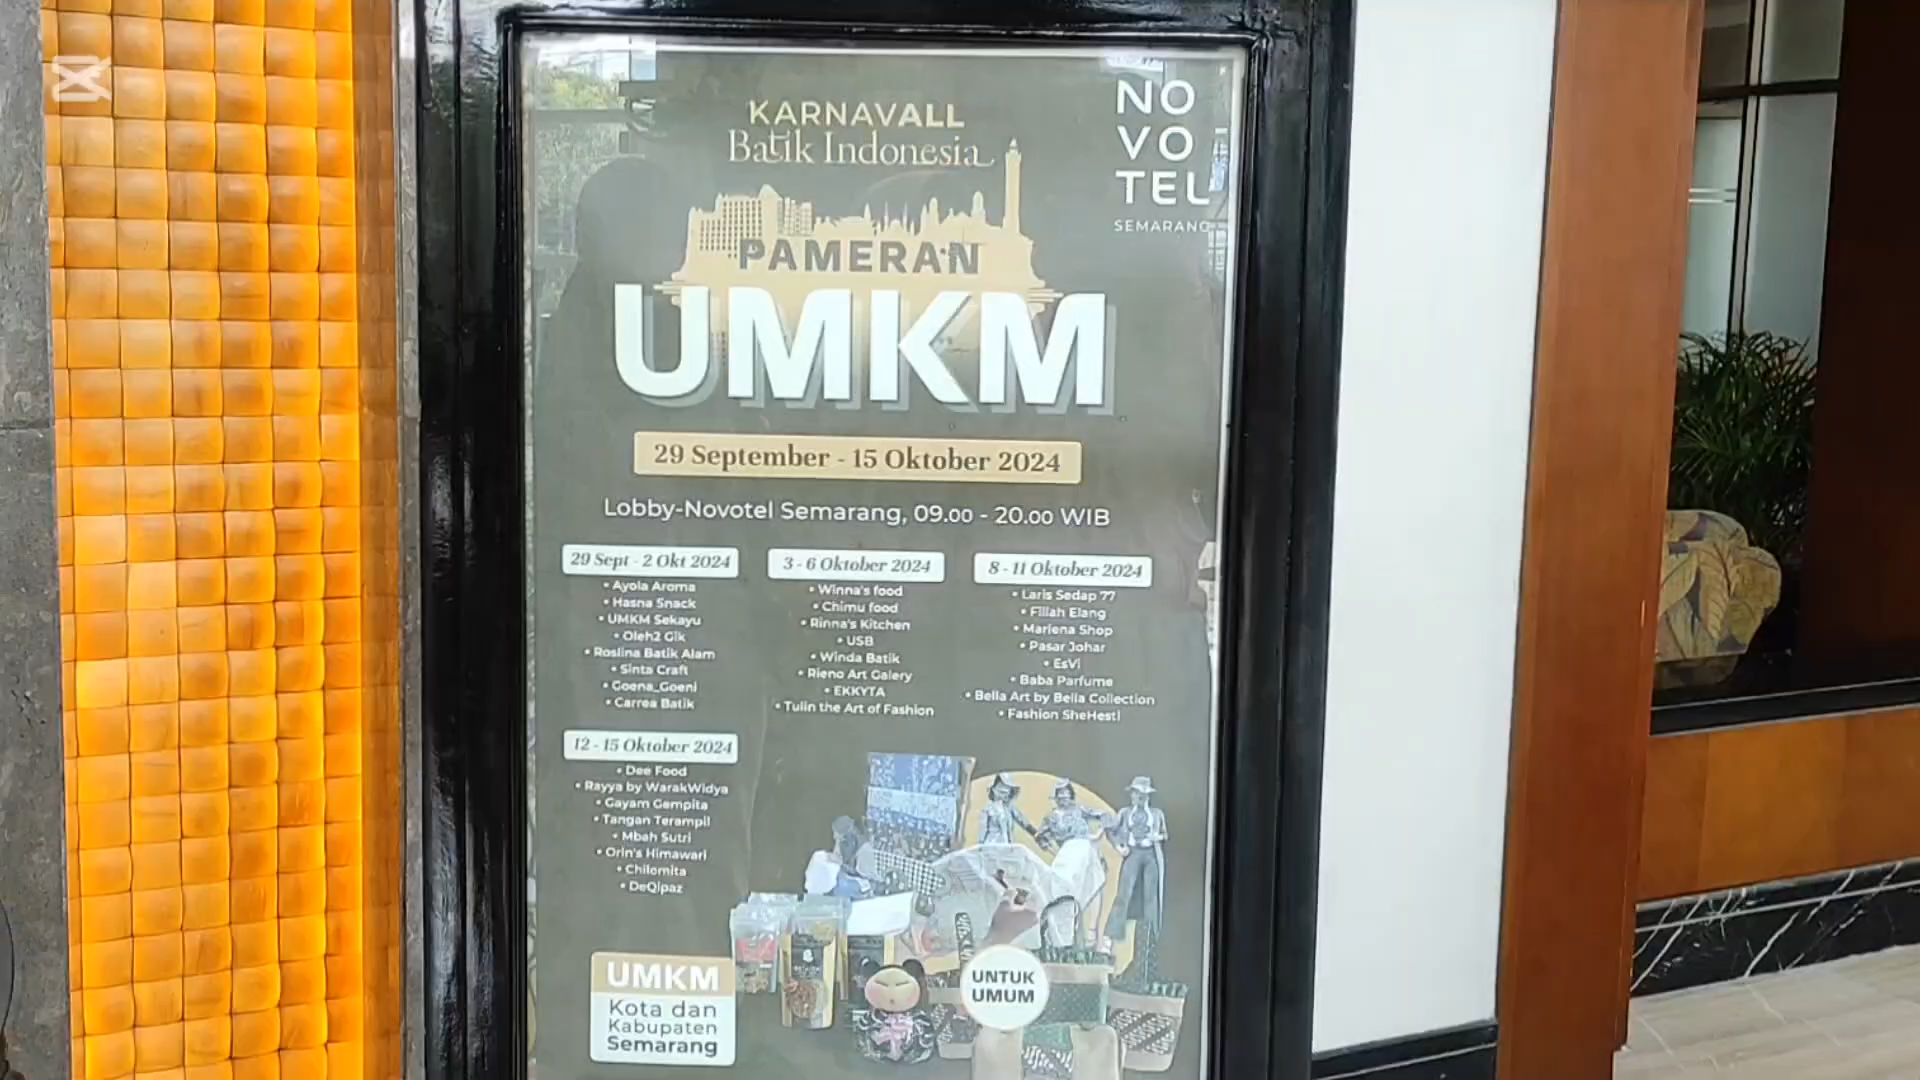 KARNAVALL
Batik Indonesia
NO
VO
TEL
SEMARANG
PAMERAN
UMKM
29 September - 15 Oktober 2024
Lobby-Novotel Semarang, 09.00 - 20.00 WIB
29 Sept - 2 Okt 2024
• Ayola Aroma
• Hasna Snack
• UMKM Sekayu
• Oleh2 Gik
• Roslina Batik Alam
• Sinta Craft
• Goena_Goeni
• Carrea Batik
3 - 6 Oktober 2024
• Winna's food
• Chimu food
• Rinna's Kitchen
• USB
• Winda Batik
• Rieno Art Galery
• EKKYTA
• Tulin the Art of Fashion
8 - 11 Oktober 2024
• Laris Sedap 77
• Fillah Elang
• Marlena Shop
• Pasar Johar
• EsVi
• Baba Parfume
• Bella Art by Bella Collection
• Fashion SheHesti
12 - 15 Oktober 2024
• Dee Food
• Rayya by WarakWidya
• Gayam Gempita
• Tangan Terampil
• Mbah Sutri
• Orin's Himawari
• Chilomita
• DeQipaz
UMKM
Kota dan
Kabupaten
Semarang
UNTUK
UMUM